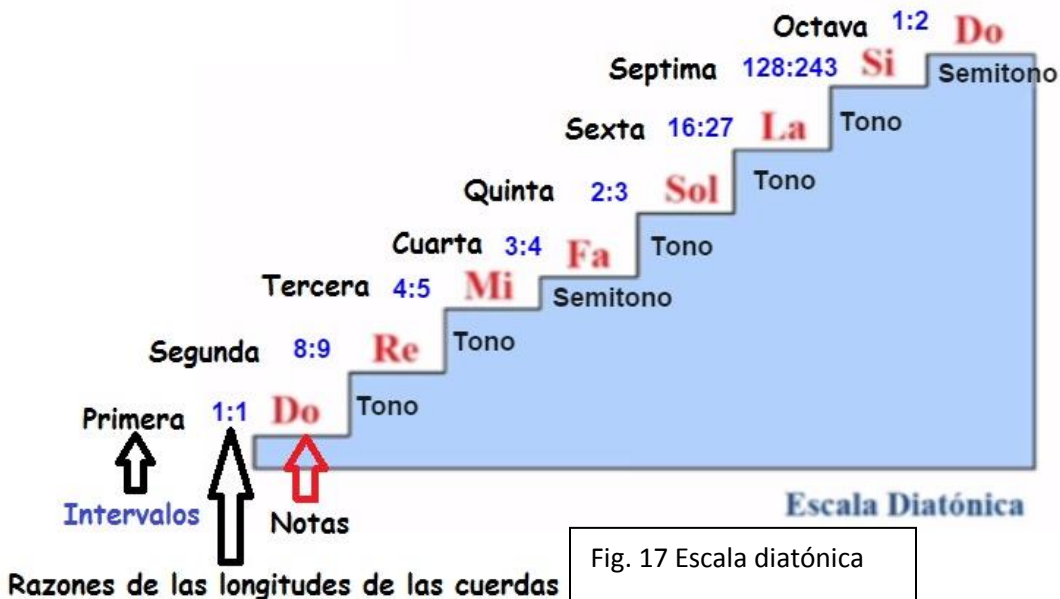 Octava 1:2 Do
Septima 128:243 Si Semitono
Sexta 16:27 La Tono
Quinta 2:3 Sol Tono
Cuarta 3:4 Fa Tono
Tercera 4:5 Mi Semitono
Segunda 8:9 Re Tono
Primera 1:1 Do Tono
Intervalos Notas
Escala Diatónica
Razones de las longitudes de las cuerdas
Fig. 17 Escala diatónica